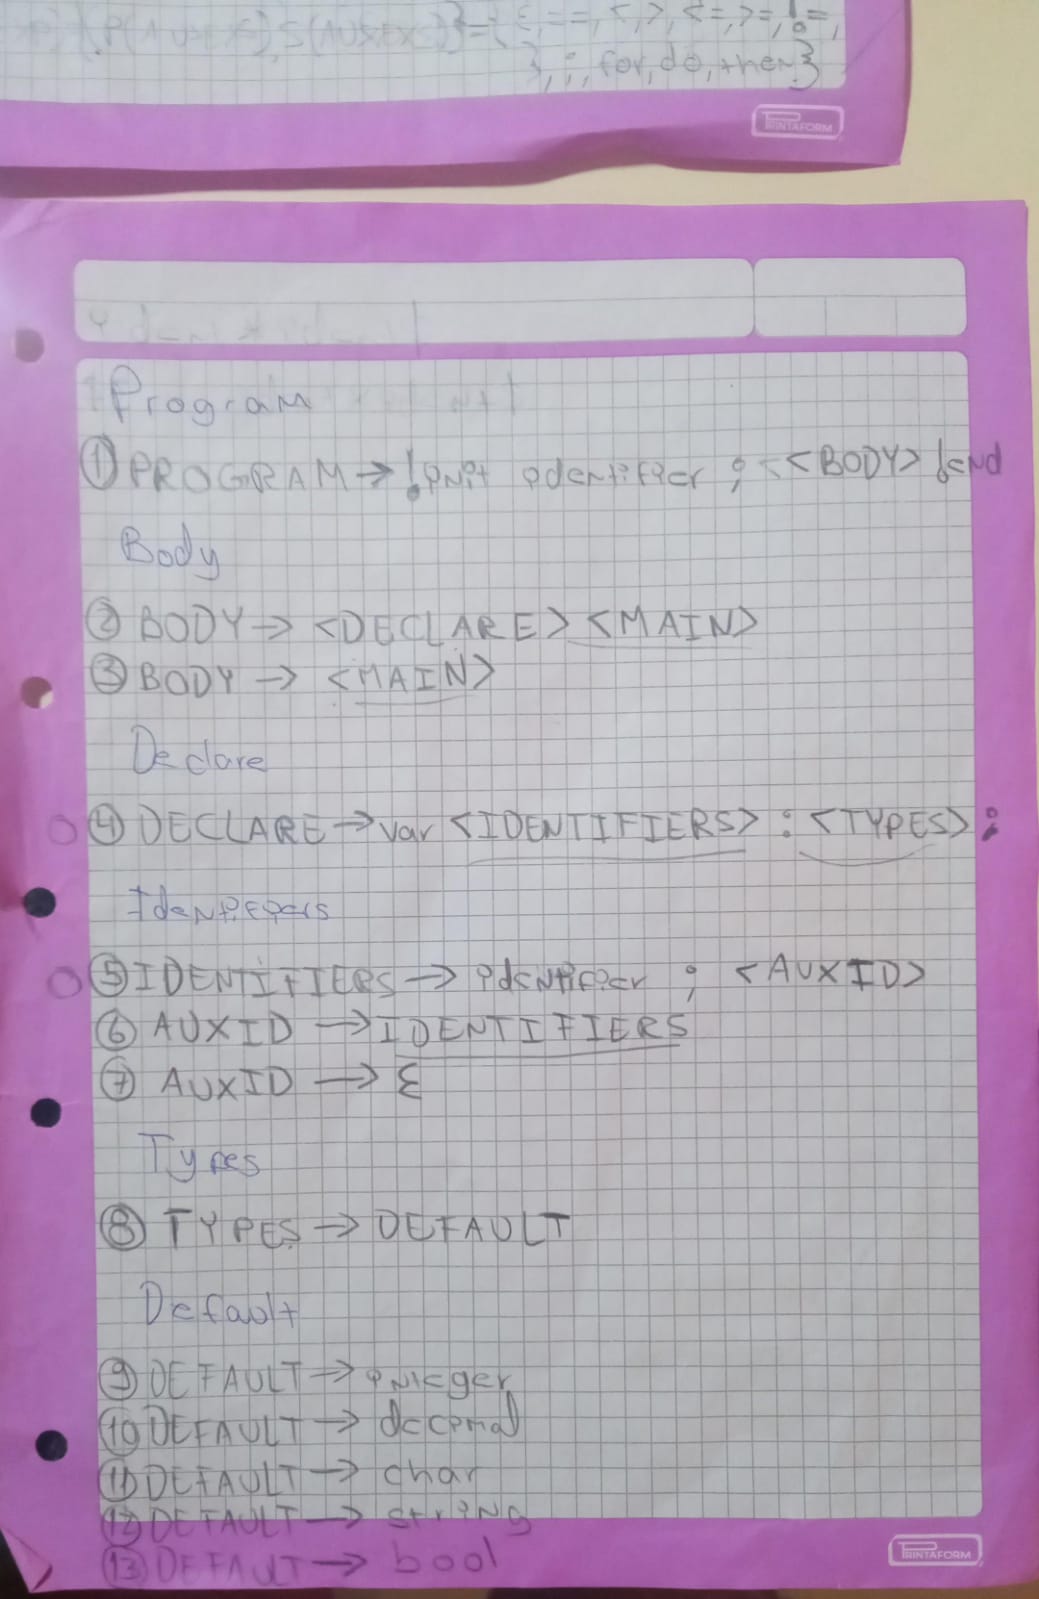 ==, <, >, <=, >=, !=,
}, ;, for, do, then}
PRINTAFORM
Program
① PROGRAM → !init identifier ; <BODY> !end
Body
② BODY → <DECLARE> <MAIN>
③ BODY → <MAIN>
Declare
④ DECLARE → var <IDENTIFIERS> : <TYPES> ;
Identifiers
⑤ IDENTIFIERS → identifier ; <AUXID>
⑥ AUXID → IDENTIFIERS
⑦ AUXID → ε
Types
⑧ TYPES → DEFAULT
Default
⑨ DEFAULT → integer
⑩ DEFAULT → decimal
⑪ DEFAULT → char
⑫ DEFAULT → string
⑬ DEFAULT → bool
PRINTAFORM